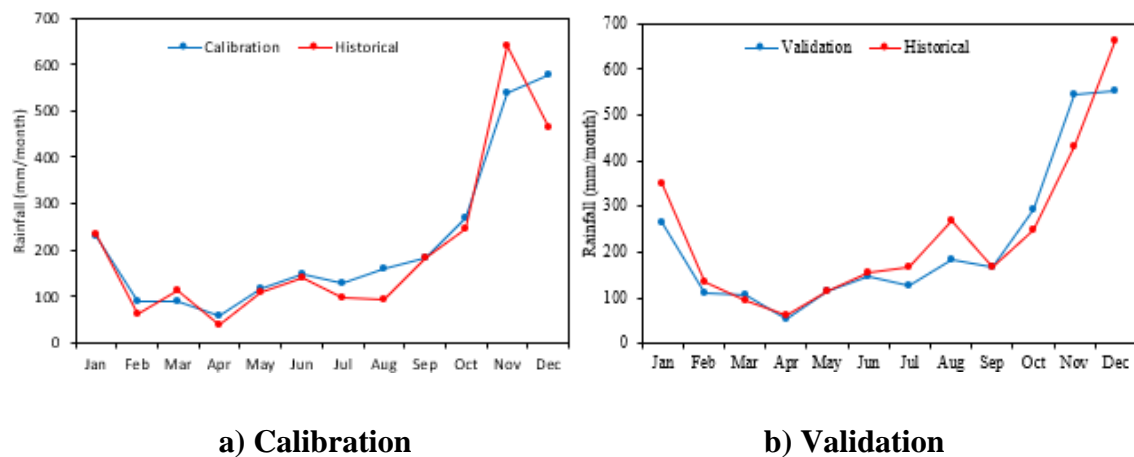 700
600
500
400
300
200
100
0
Rainfall (mm/month)
Calibration Historical
Jan Feb Mar Apr May Jun Jul Aug Sep Oct Nov Dec
a) Calibration
700
600
500
400
300
200
100
0
Rainfall (mm/month)
Validation Historical
Jan Feb Mar Apr May Jun Jul Aug Sep Oct Nov Dec
b) Validation